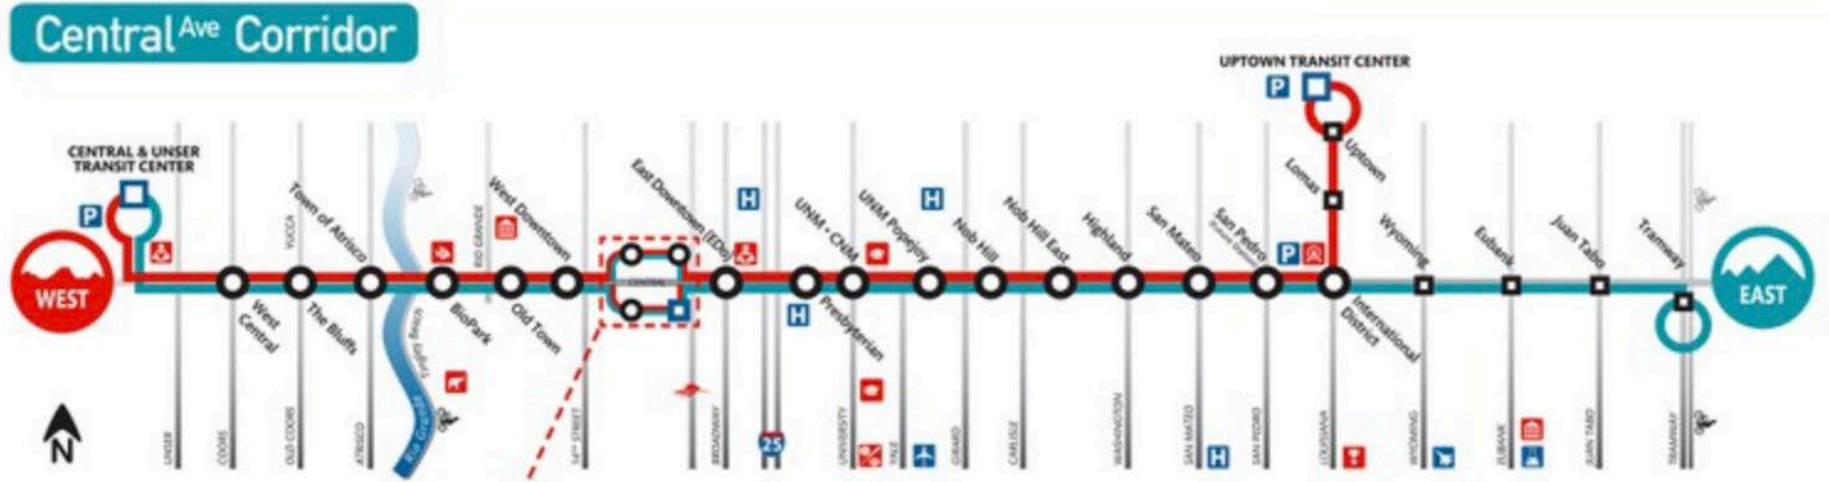 Central Ave Corridor
UPTOWN TRANSIT CENTER
P
CENTRAL & UNSER
TRANSIT CENTER
P
WEST
West
Central
The Bluffs
Town of Atrisco
BioPark
Old Town
West Downtown
CENTRAL
East Downtown (EDo)
H
H
Presbyterian
UNM • CNM
UNM Popejoy
H
Nob Hill
Nob Hill East
Highland
San Mateo
San Pedro
P
International
District
Lomas
Uptown
Wyoming
Eubank
Juan Tabo
Tramway
EAST
YUCCA
RIO GRANDE
Rio Grande
N
UNSER
COORS
OLD COORS
ATRISCO
BROADWAY
25
UNIVERSITY
YALE
GIRARD
CARLISLE
WASHINGTON
SAN MATEO
H
SAN PEDRO
LOUISIANA
WYOMING
EUBANK
JUAN TABO
TRAMWAY